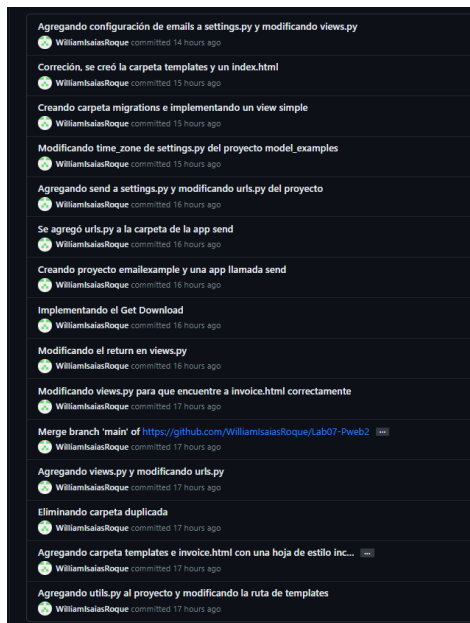 Agregando configuración de emails a settings.py y modificando views.py
WilliamIsaiasRoque committed 14 hours ago
Correción, se creó la carpeta templates y un index.html
WilliamIsaiasRoque committed 15 hours ago
Creando carpeta migrations e implementando un view simple
WilliamIsaiasRoque committed 15 hours ago
Modificando time_zone de settings.py del proyecto model_examples
WilliamIsaiasRoque committed 15 hours ago
Agregando send a settings.py y modificando urls.py del proyecto
WilliamIsaiasRoque committed 16 hours ago
Se agregó urls.py a la carpeta de la app send
WilliamIsaiasRoque committed 16 hours ago
Creando proyecto emailexample y una app llamada send
WilliamIsaiasRoque committed 16 hours ago
Implementando el Get Download
WilliamIsaiasRoque committed 16 hours ago
Modificando el return en views.py
WilliamIsaiasRoque committed 16 hours ago
Modificando views.py para que encuentre a invoice.html correctamente
WilliamIsaiasRoque committed 17 hours ago
Merge branch 'main' of https://github.com/WilliamIsaiasRoque/Lab07-Pweb2 ...
WilliamIsaiasRoque committed 17 hours ago
Agregando views.py y modificando urls.py
WilliamIsaiasRoque committed 17 hours ago
Eliminando carpeta duplicada
WilliamIsaiasRoque committed 17 hours ago
Agregando carpeta templates e invoice.html con una hoja de estilo inc... ...
WilliamIsaiasRoque committed 17 hours ago
Agregando utils.py al proyecto y modificando la ruta de templates
WilliamIsaiasRoque committed 17 hours ago